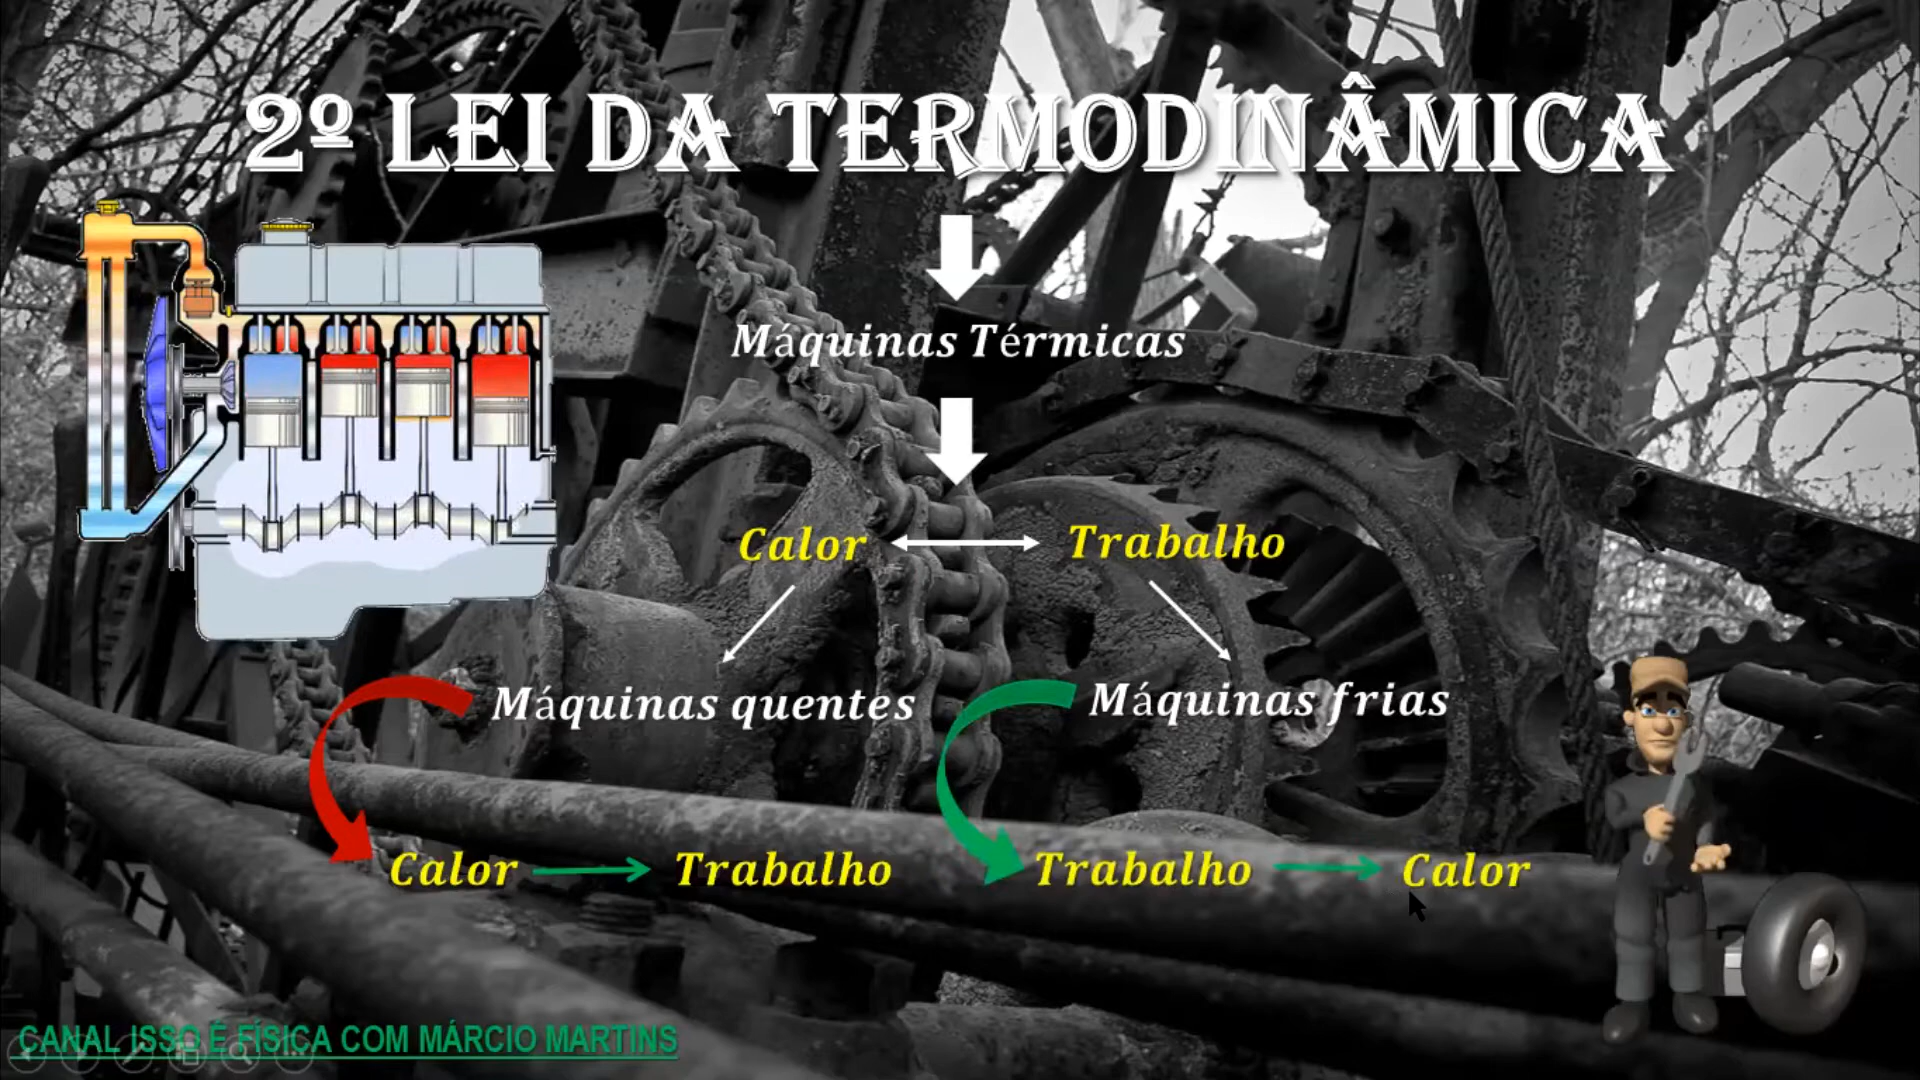 2º LEI DA TERMODINÂMICA
Máquinas Térmicas
Calor Trabalho
Máquinas quentes Máquinas frias
Calor Trabalho Trabalho Calor
CANAL ISSO É FÍSICA COM MÁRCIO MARTINS